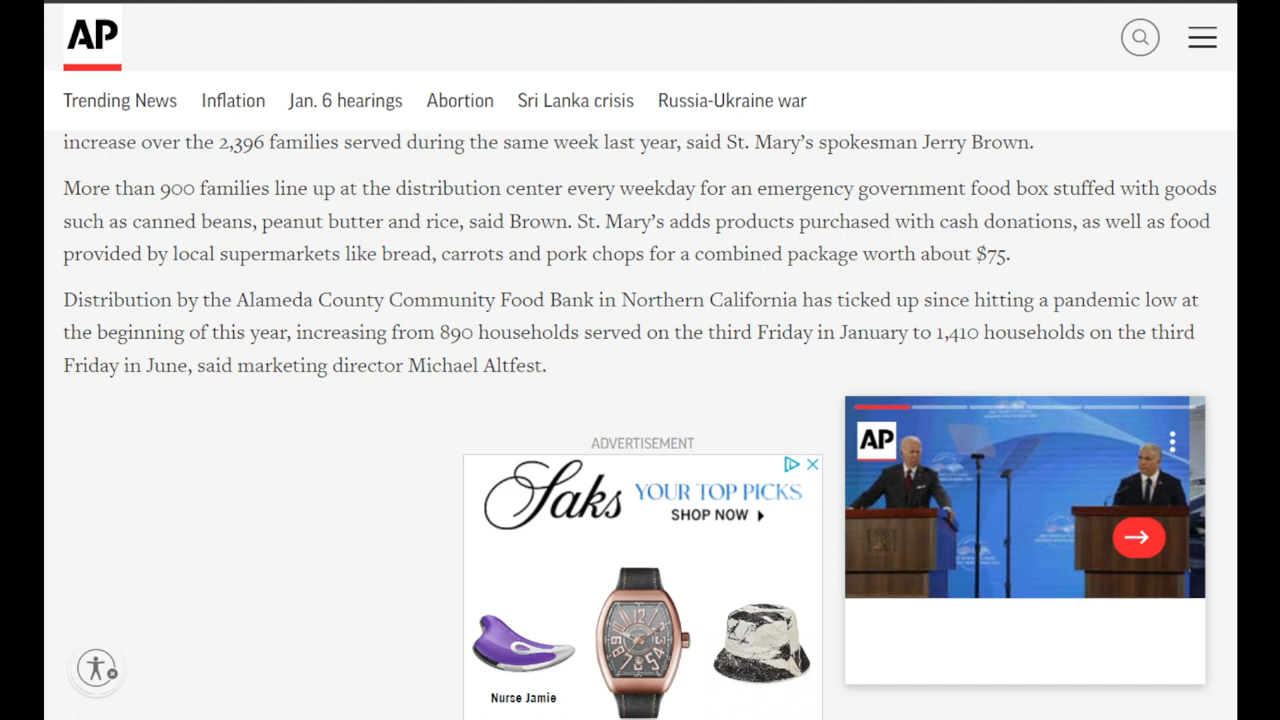 AP
Trending News Inflation Jan. 6 hearings Abortion Sri Lanka crisis Russia-Ukraine war
increase over the 2,396 families served during the same week last year, said St. Mary’s spokesman Jerry Brown.
More than 900 families line up at the distribution center every weekday for an emergency government food box stuffed with goods
such as canned beans, peanut butter and rice, said Brown. St. Mary’s adds products purchased with cash donations, as well as food
provided by local supermarkets like bread, carrots and pork chops for a combined package worth about $75.
Distribution by the Alameda County Community Food Bank in Northern California has ticked up since hitting a pandemic low at
the beginning of this year, increasing from 890 households served on the third Friday in January to 1,410 households on the third
Friday in June, said marketing director Michael Altfest.
ADVERTISEMENT
Saks YOUR TOP PICKS
SHOP NOW
Nurse Jamie
AP